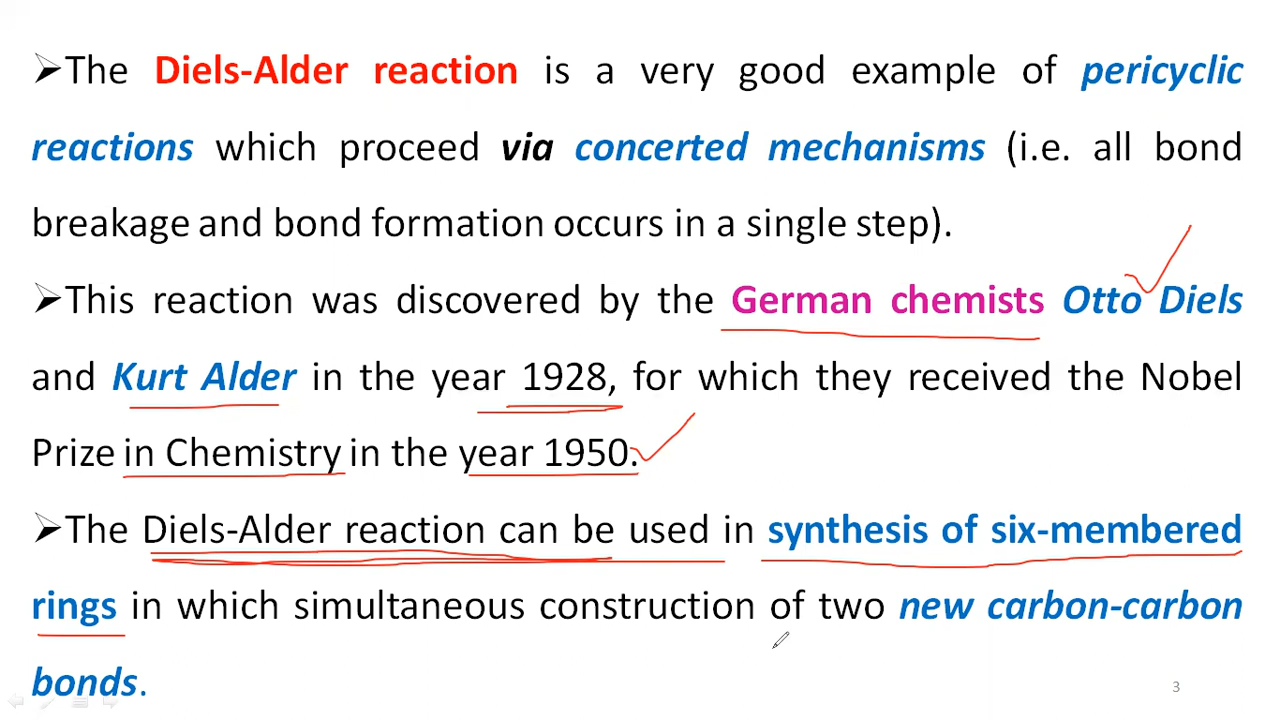 ➢The Diels-Alder reaction is a very good example of pericyclic
reactions which proceed via concerted mechanisms (i.e. all bond
breakage and bond formation occurs in a single step).
➢This reaction was discovered by the German chemists Otto Diels
and Kurt Alder in the year 1928, for which they received the Nobel
Prize in Chemistry in the year 1950.
➢The Diels-Alder reaction can be used in synthesis of six-membered
rings in which simultaneous construction of two new carbon-carbon
bonds.
3